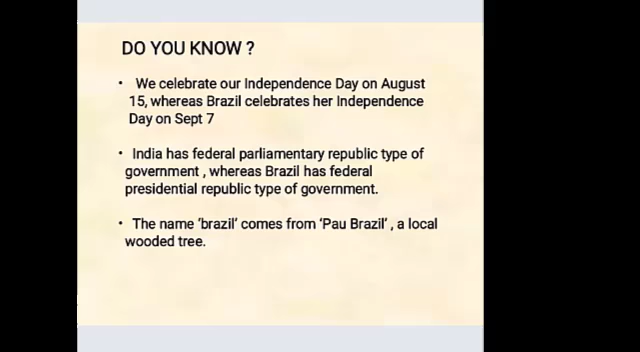 DO YOU KNOW ?
• We celebrate our Independence Day on August
15, whereas Brazil celebrates her Independence
Day on Sept 7
• India has federal parliamentary republic type of
government , whereas Brazil has federal
presidential republic type of government.
• The name ‘brazil’ comes from ‘Pau Brazil’ , a local
wooded tree.